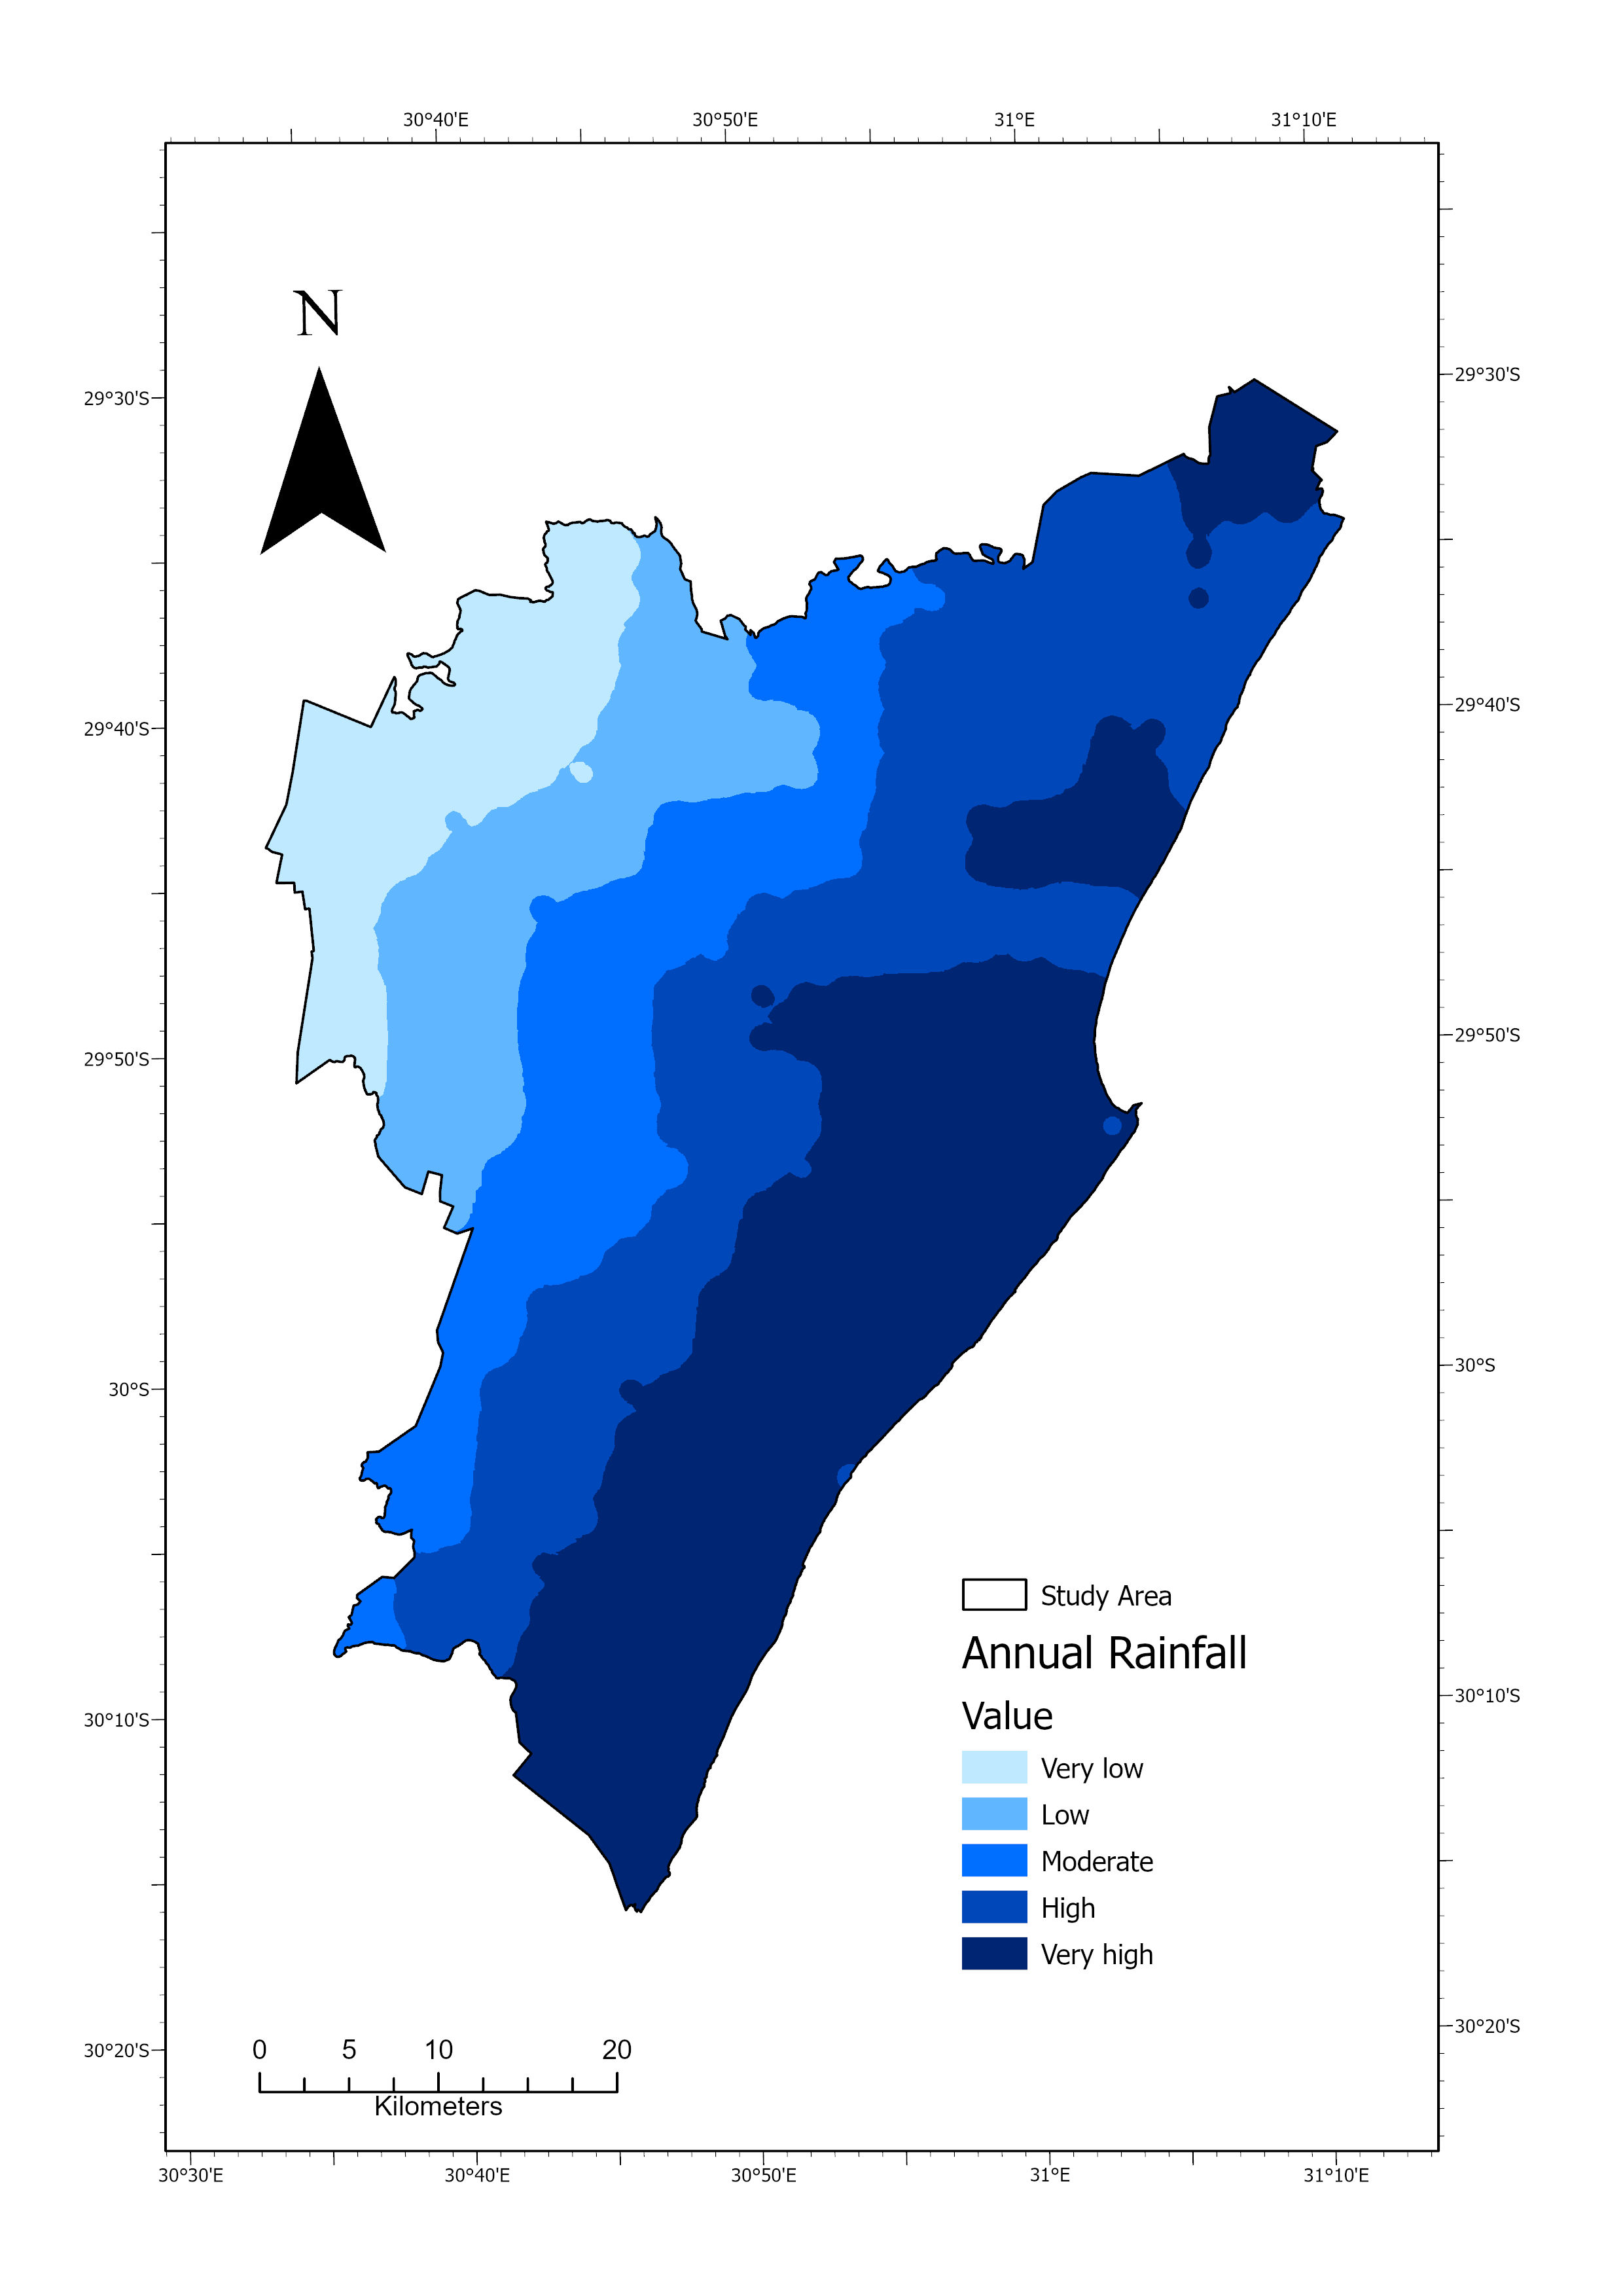 30°40'E 30°50'E 31°E 31°10'E
N
29°30'S 29°30'S
29°40'S 29°40'S
29°50'S 29°50'S
30°S 30°S
Study Area
Annual Rainfall
30°10'S 30°10'S
Value
Very low
Low
Moderate
High
Very high
30°20'S 30°20'S
0 5 10 20
Kilometers
30°30'E 30°40'E 30°50'E 31°E 31°10'E